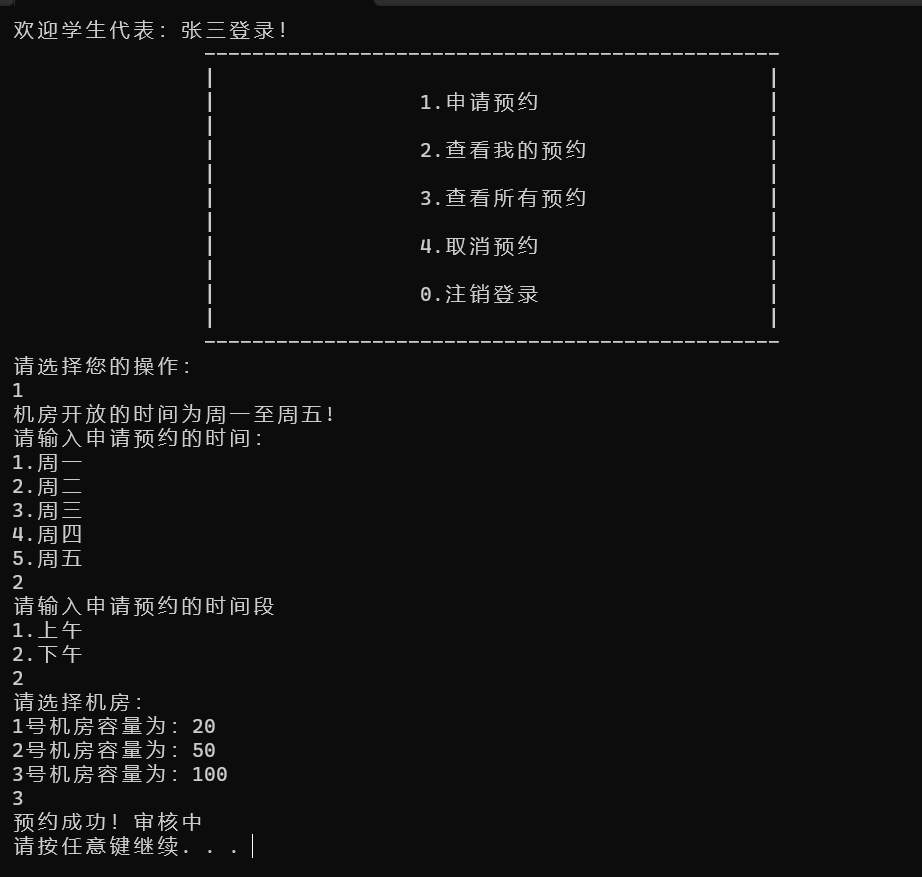 欢迎学生代表：张三登录！
------------------------------------------------
|                                              |
|                 1.申请预约                   |
|                                              |
|                 2.查看我的预约               |
|                                              |
|                 3.查看所有预约               |
|                                              |
|                 4.取消预约                   |
|                                              |
|                 0.注销登录                   |
|                                              |
------------------------------------------------
请选择您的操作：
1
机房开放的时间为周一至周五！
请输入申请预约的时间：
1.周一
2.周二
3.周三
4.周四
5.周五
2
请输入申请预约的时间段
1.上午
2.下午
2
请选择机房：
1号机房容量为：20
2号机房容量为：50
3号机房容量为：100
3
预约成功！审核中
请按任意键继续. . .